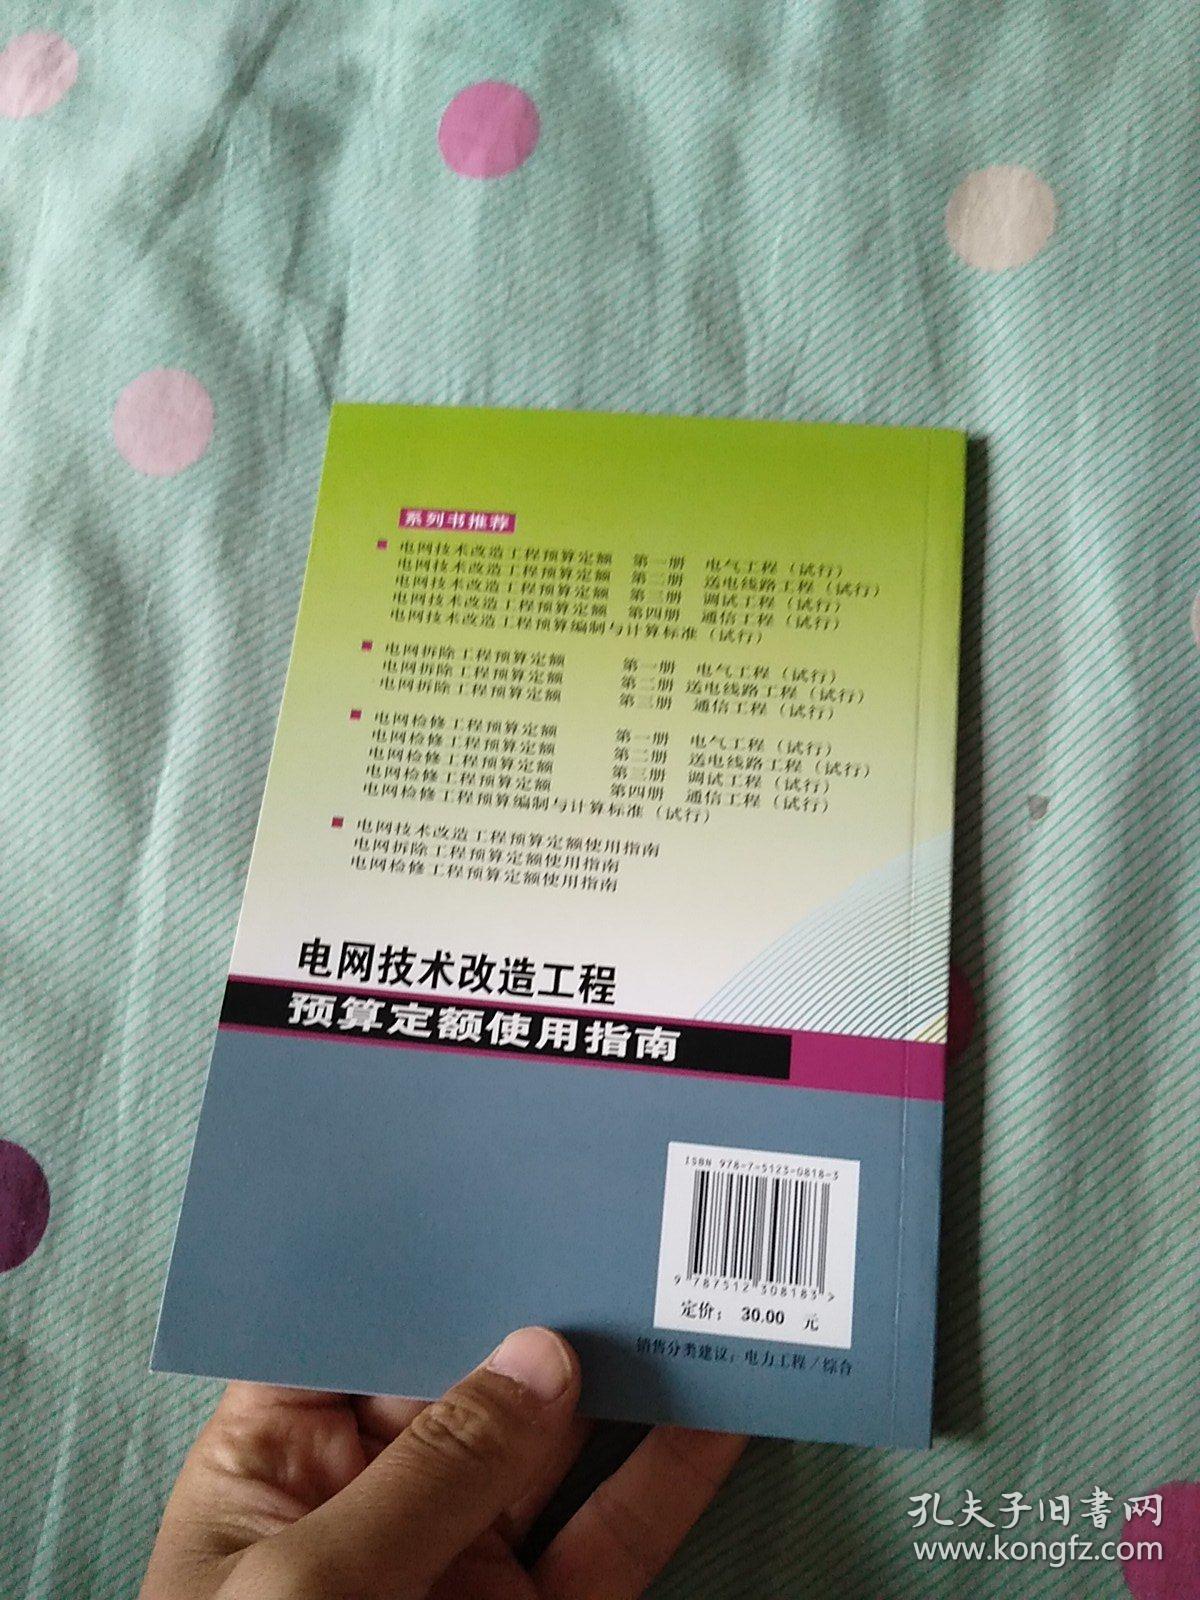 系列书推荐
电网技术改造工程预算定额 第一册 电气工程（试行）
电网技术改造工程预算定额 第二册 送电线路工程（试行）
电网技术改造工程预算定额 第三册 调试工程（试行）
电网技术改造工程预算定额 第四册 通信工程（试行）
电网技术改造工程预算编制与计算标准（试行）
电网拆除工程预算定额 第一册 电气工程（试行）
电网拆除工程预算定额 第二册 送电线路工程（试行）
电网拆除工程预算定额 第三册 通信工程（试行）
电网检修工程预算定额 第一册 电气工程（试行）
电网检修工程预算定额 第二册 送电线路工程（试行）
电网检修工程预算定额 第三册 调试工程（试行）
电网检修工程预算定额 第四册 通信工程（试行）
电网检修工程预算编制与计算标准（试行）
电网技术改造工程预算定额使用指南
电网拆除工程预算定额使用指南
电网检修工程预算定额使用指南
电网技术改造工程
预算定额使用指南
ISBN 978-7-5123-0818-3
9 787512 308183 >
定价： 30.00 元
销售分类建议：电力工程／综合
孔夫子旧書网
www.kongfz.com